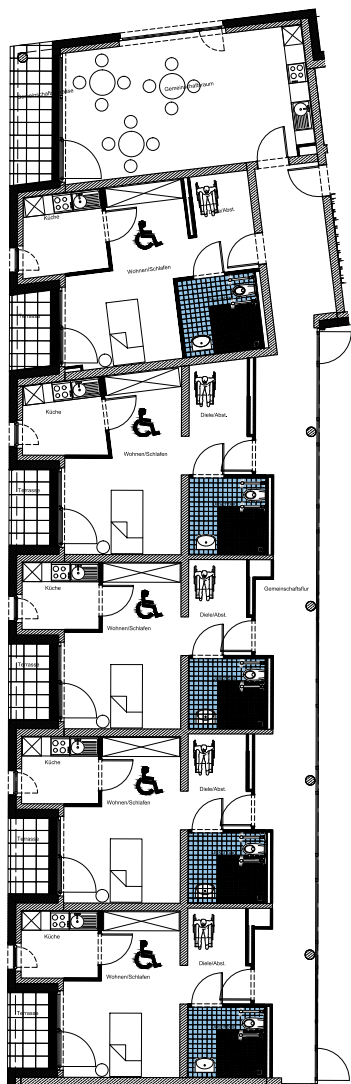 Gemeinschaftsraum
Küche
Wohnen/Schlafen
Terrasse
Küche
Diele/Abst.
Wohnen/Schlafen
Terrasse
Küche
Diele/Abst.
Gemeinschaftsflur
Wohnen/Schlafen
Terrasse
Küche
Diele/Abst.
Wohnen/Schlafen
Terrasse
Küche
Diele/Abst.
Wohnen/Schlafen
Terrasse